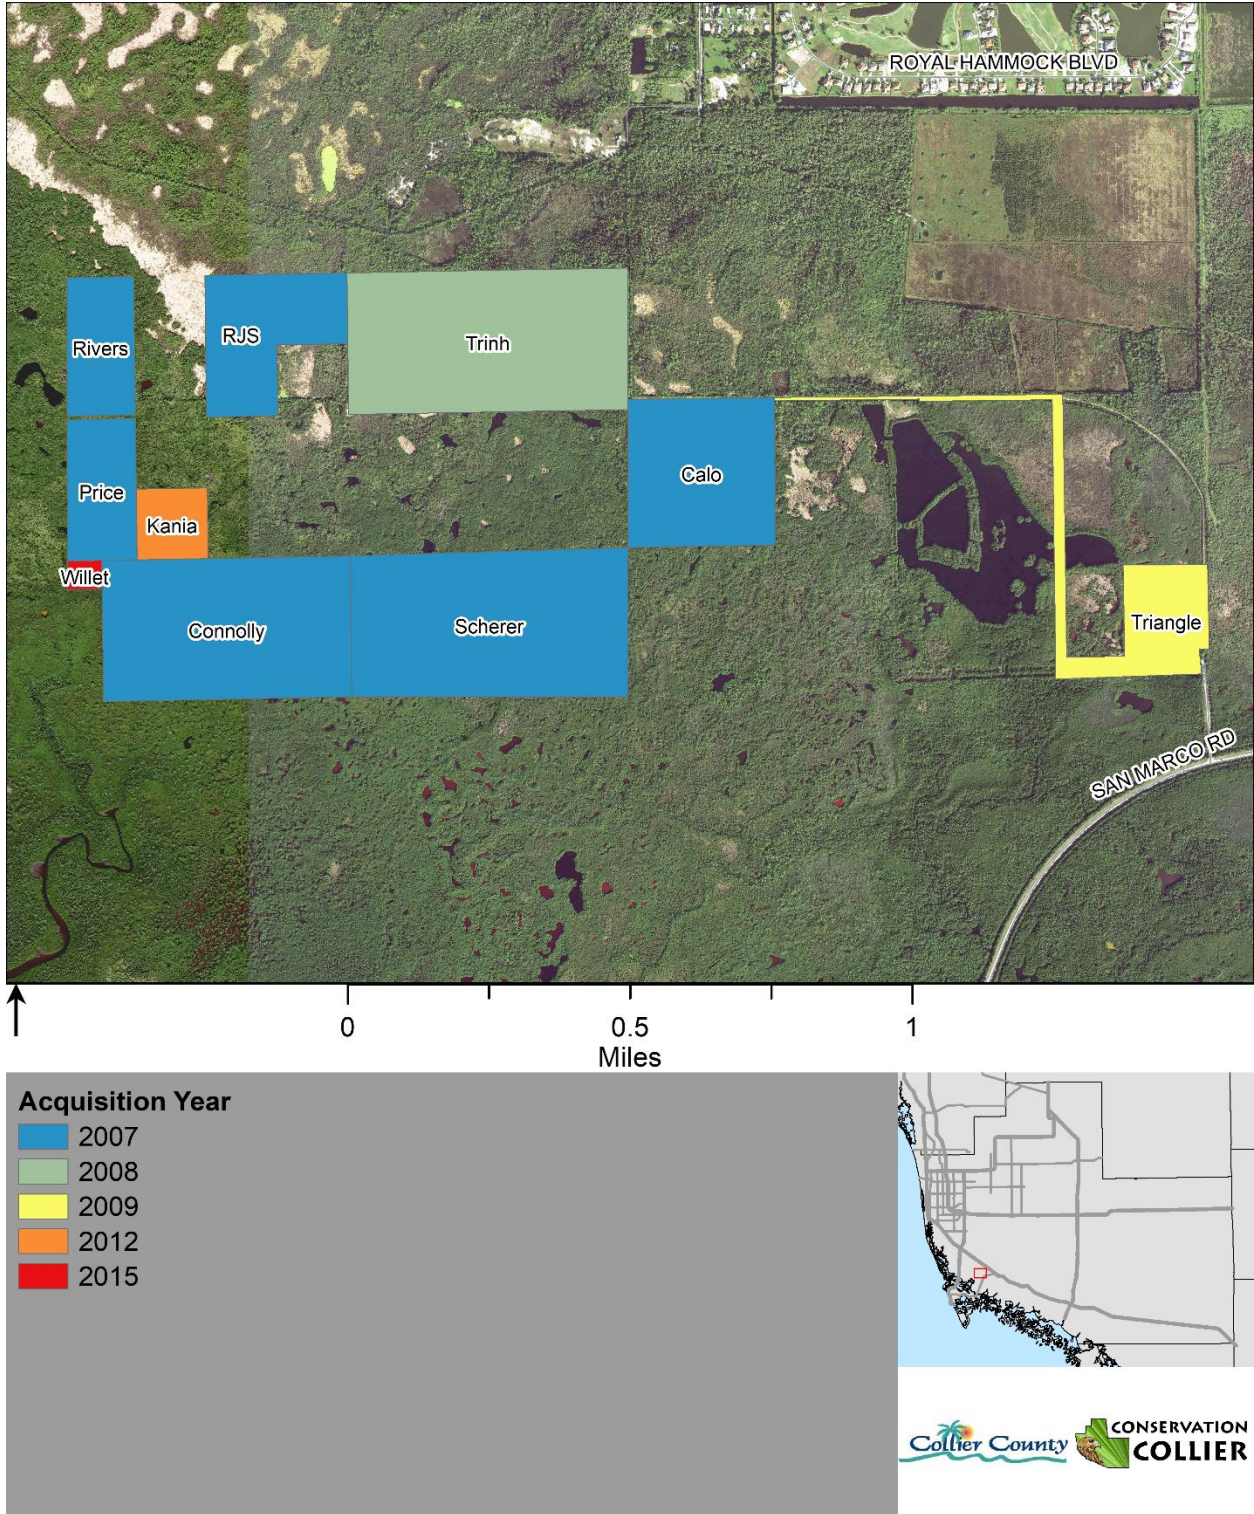 ROYAL HAMMOCK BLVD
Rivers
RJS
Trinh
Price
Kania
Calo
Willet
Connolly
Scherer
Triangle
SAN MARCO RD
0
0.5
1
Miles
Acquisition Year
2007
2008
2009
2012
2015
Collier County
CONSERVATION
COLLIER